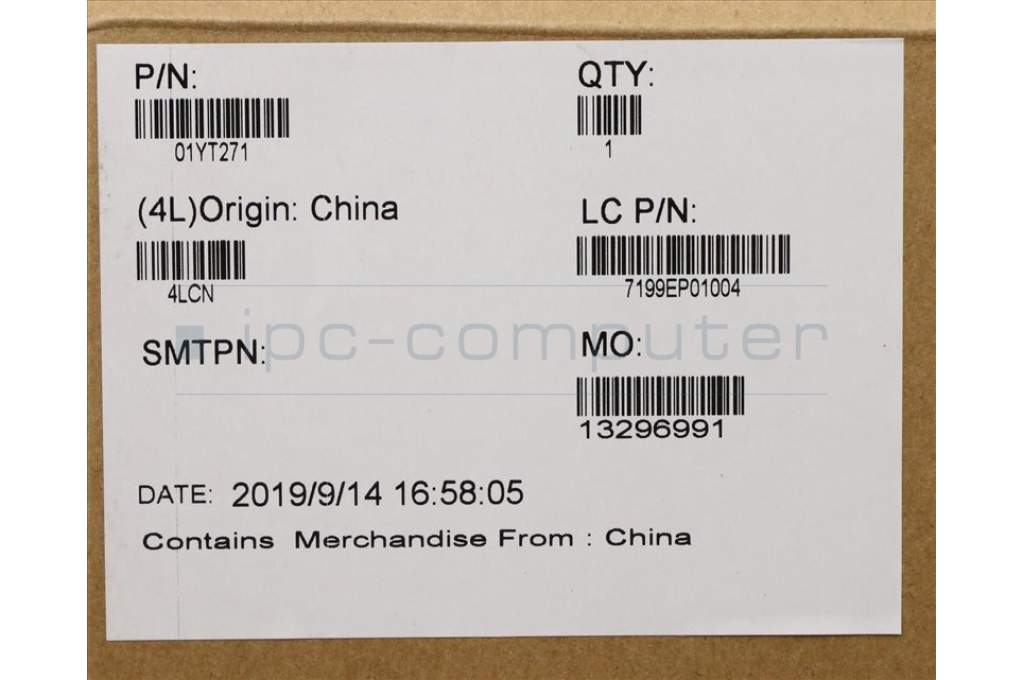 P/N:
01YT271
QTY:
1
(4L)Origin: China
4LCN
LC P/N:
7199EP01004
ipc-computer
SMTPN:
MO:
13296991
DATE: 2019/9/14 16:58:05
Contains Merchandise From : China